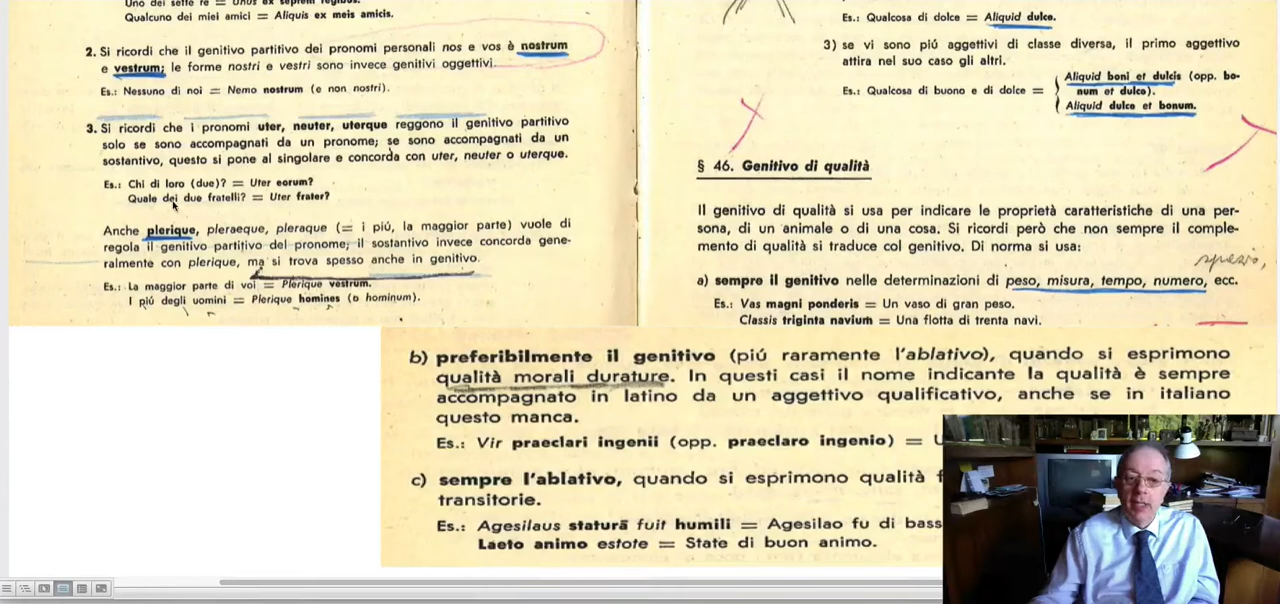 Uno dei sette re = Unus ex septem regibus.
Qualcuno dei miei amici = Aliquis ex meis amicis.
2. Si ricordi che il genitivo partitivo dei pronomi personali nos e vos è nostrum
e vestrum; le forme nostri e vestri sono invece genitivi oggettivi.
Es.: Nessuno di noi = Nemo nostrum (e non nostri).
3. Si ricordi che i pronomi uter, neuter, uterque reggono il genitivo partitivo
solo se sono accompagnati da un pronome; se sono accompagnati da un
sostantivo, questo si pone al singolare e concorda con uter, neuter o uterque.
Es.: Chi di loro (due)? = Uter eorum?
Quale dei due fratelli? = Uter frater?
Anche plerique, pleraeque, pleraque (= i piú, la maggior parte) vuole di
regola il genitivo partitivo del pronome; il sostantivo invece concorda gene-
ralmente con plerique, ma si trova spesso anche in genitivo.
Es.: La maggior parte di voi = Plerique vestrum.
I piú degli uomini = Plerique homines (o hominum).
Es.: Qualcosa di dolce = Aliquid dulce.
3) se vi sono piú aggettivi di classe diversa, il primo aggettivo
attira nel suo caso gli altri.
Es.: Qualcosa di buono e di dolce =
Aliquid boni et dulcis (opp. bo-
num et dulce).
Aliquid dulce et bonum.
§ 46. Genitivo di qualità
Il genitivo di qualità si usa per indicare le proprietà caratteristiche di una per-
sona, di un animale o di una cosa. Si ricordi però che non sempre il comple-
mento di qualità si traduce col genitivo. Di norma si usa:
spazio,
a) sempre il genitivo nelle determinazioni di peso, misura, tempo, numero, ecc.
Es.: Vas magni ponderis = Un vaso di gran peso.
Classis triginta navium = Una flotta di trenta navi.
b) preferibilmente il genitivo (piú raramente l'ablativo), quando si esprimono
qualità morali durature. In questi casi il nome indicante la qualità è sempre
accompagnato in latino da un aggettivo qualificativo, anche se in italiano
questo manca.
Es.: Vir praeclari ingenii (opp. praeclaro ingenio) =
c) sempre l'ablativo, quando si esprimono qualità
transitorie.
Es.: Agesilaus staturā fuit humili = Agesilao fu di bass
Laeto animo estote = State di buon animo.